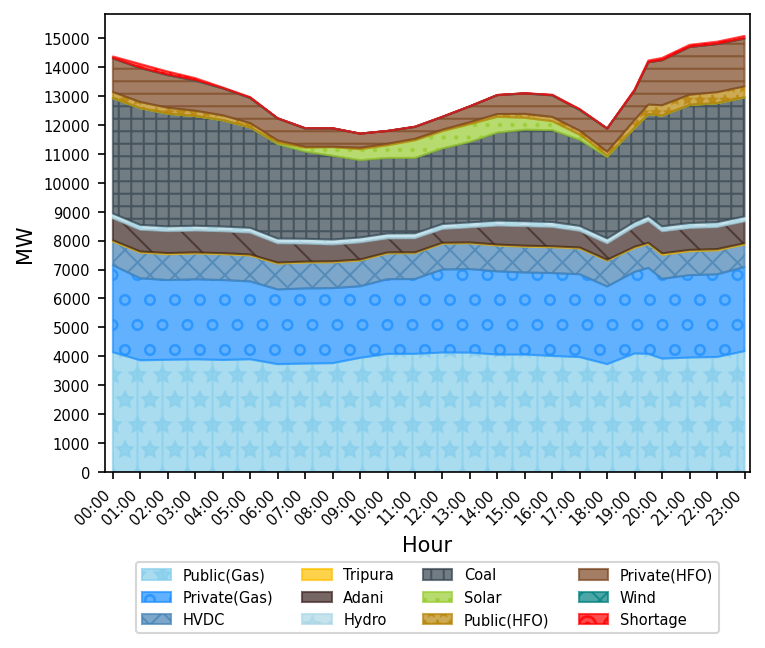 15000
14000
13000
12000
11000
10000
9000
8000
7000
6000
5000
4000
3000
2000
1000
0
MW
00:00 01:00 02:00 03:00 04:00 05:00 06:00 07:00 08:00 09:00 10:00 11:00 12:00 13:00 14:00 15:00 16:00 17:00 18:00 19:00 20:00 21:00 22:00 23:00
Hour
Public(Gas) Tripura Coal Private(HFO)
Private(Gas) Adani Solar Wind
HVDC Hydro Public(HFO) Shortage